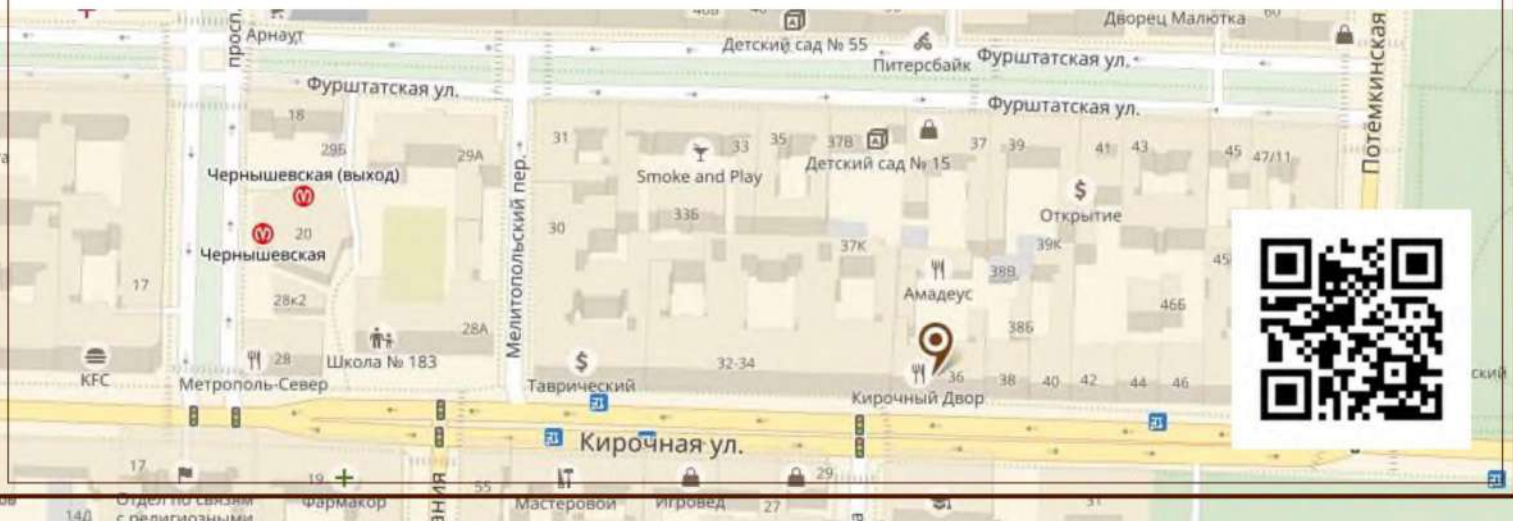 просп.
Арнаут
Детский сад № 55
Питерсбайк
Фурштатская ул.
Дворец Малютка
60
Потёмкинская
Фурштатская ул.
Фурштатская ул.
18
29Б
29А
31
33
35
37В
37
39
41
43
45
47/11
Детский сад № 15
Smoke and Play
Чернышевская (выход)
20
Чернышевская
Мелитопольский пер.
30
33Б
37К
Открытие
39К
38В
45
17
28к2
28А
Амадеус
46Б
38Б
28
Школа № 183
KFC
Метрополь-Север
Таврический
32-34
36
38
40
42
44
46
Кирочный Двор
ский
Кирочная ул.
17
19
55
29
Отдел по связям
с религиозными
Фармакор
ания
Мастеровой
Игровед
27
31
14Д